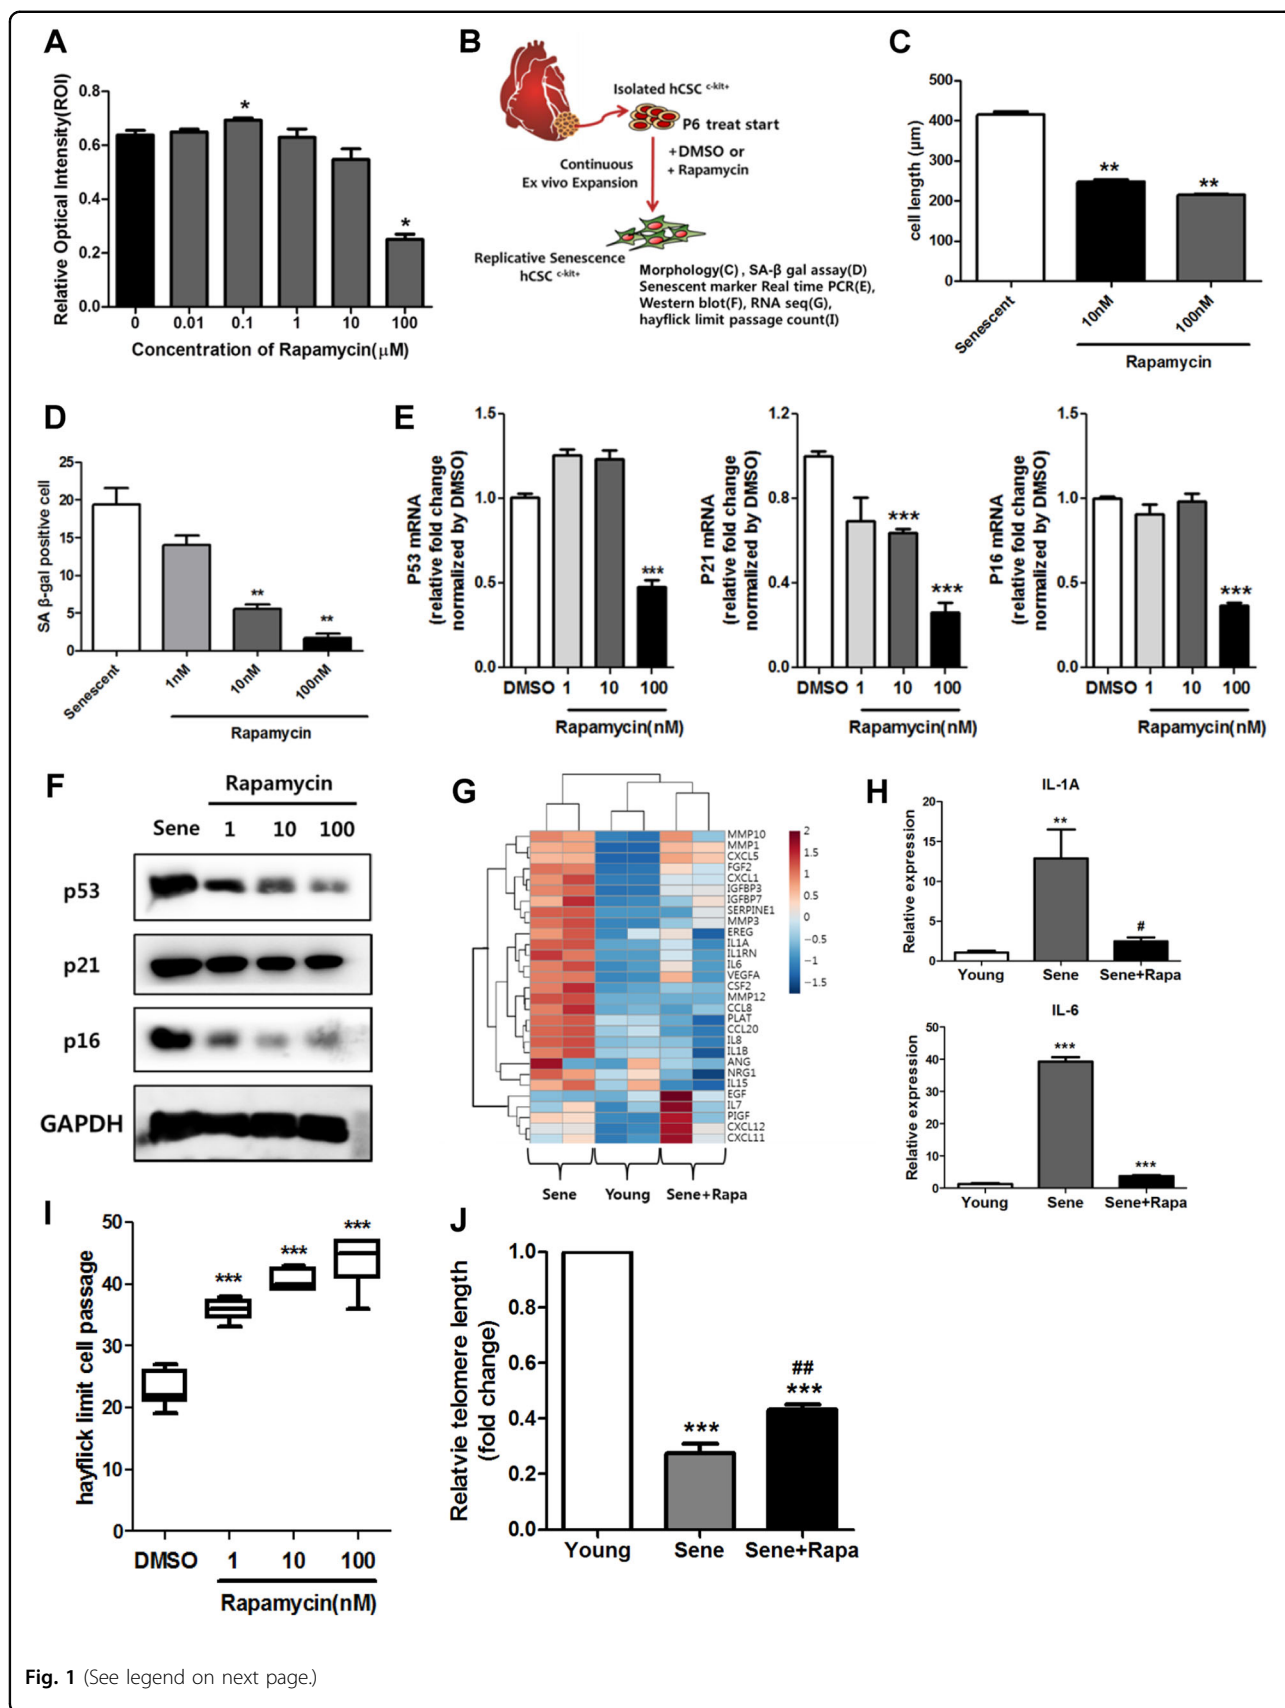 A
Relative Optical Intensity(ROI)
0.8
0.6
0.4
0.2
0.0
*
*
0 0.01 0.1 1 10 100
Concentration of Rapamycin(μM)
B
Isolated hCSC c-kit+
P6 treat start
+DMSO or
+ Rapamycin
Continuous
Ex vivo Expansion
Replicative Senescence
hCSC c-kit+
Morphology(C) , SA-β gal assay(D)
Senescent marker Real time PCR(E),
Western blot(F), RNA seq(G),
hayflick limit passage count(I)
C
cell length (μm)
500
400
300
200
100
0
**
**
Senescent
10nM
100nM
Rapamycin
D
SA β-gal positive cell
25
20
15
10
5
0
**
**
Senescent
1nM
10nM
100nM
Rapamycin
E
P53 mRNA
(relative fold change
normalized by DMSO)
1.5
1.0
0.5
0.0
***
DMSO 1 10 100
Rapamycin(nM)
P21 mRNA
(relative fold change
normalized by DMSO)
1.2
0.8
0.4
0.0
***
***
DMSO 1 10 100
Rapamycin(nM)
P16 mRNA
(relative fold change
normalized by DMSO)
1.5
1.0
0.5
0.0
***
DMSO 1 10 100
Rapamycin(nM)
F
Rapamycin
Sene 1 10 100
p53
p21
p16
GAPDH
G
MMP10
MMP1
CXCL5
FGF2
CXCL1
IGFBP3
IGFBP7
SERPINE1
MMP3
EREG
IL1A
IL1RN
IL6
VEGFA
CSF2
MMP12
CCL8
PLAT
CCL20
IL8
IL1B
ANG
NRG1
IL15
EGF
IL7
PIGF
CXCL12
CXCL11
2
1.5
1
0.5
0
−0.5
−1
−1.5
Sene Young Sene+Rapa
H
IL-1A
Relative expression
20
15
10
5
0
**
#
Young Sene Sene+Rapa
IL-6
Relative expression
50
40
30
20
10
0
***
***
Young Sene Sene+Rapa
I
hayflick limit cell passage
50
40
30
20
10
0
***
***
***
DMSO 1 10 100
Rapamycin(nM)
J
Relatvie telomere length
(fold change)
1.0
0.8
0.6
0.4
0.2
0.0
***
##
***
Young Sene Sene+Rapa
Fig. 1 (See legend on next page.)